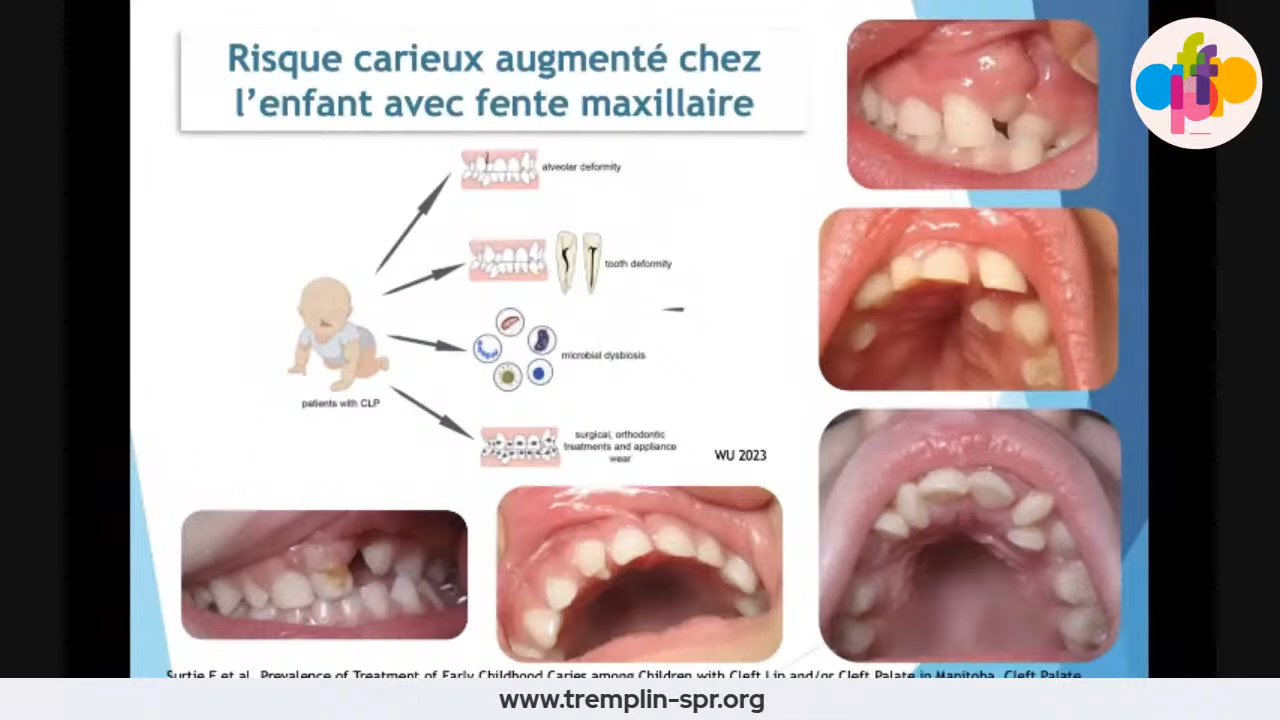 Risque carieux augmenté chez
l’enfant avec fente maxillaire
alveolar deformity
tooth deformity
microbial dysbiosis
patients with CLP
surgical, orthodontic
treatments and appliance
wear
WU 2023
Surtie F et al. Prevalence of Treatment of Early Childhood Caries among Children with Cleft Lip and/or Cleft Palate in Manitoba. Cleft Palate
www.tremplin-spr.org